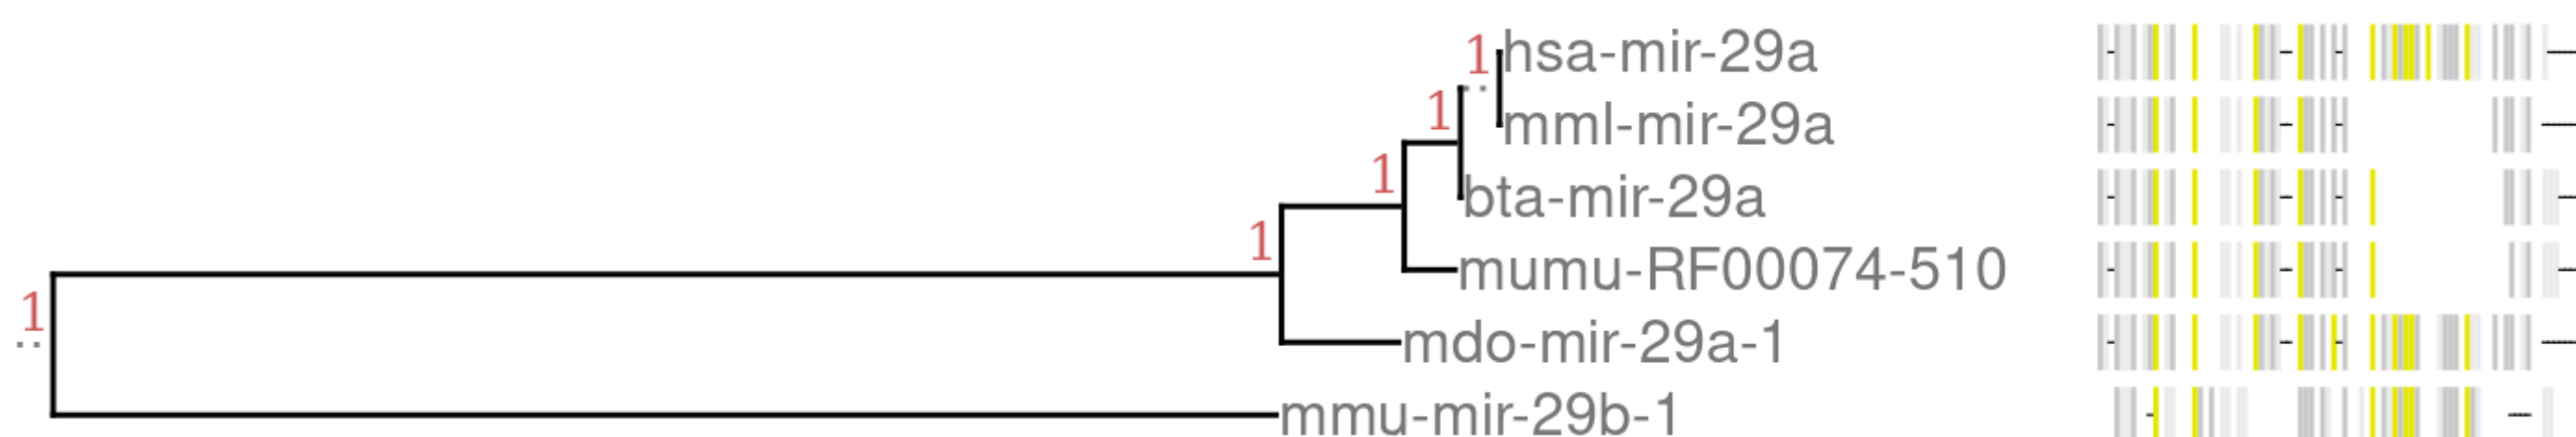 1 hsa-mir-29a
1 mml-mir-29a
1 bta-mir-29a
1 mumu-RF00074-510
1 mdo-mir-29a-1
mmu-mir-29b-1